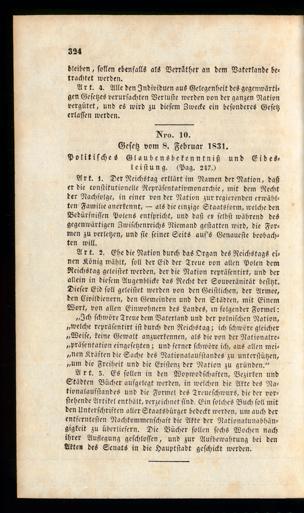 324
bleiben, sollen ebenfalls als Verräther an dem Vaterlande be-
trachtet werden.
Art. 4. Alle den Individuen aus Gelegenheit des gegenwärti-
gen Gesetzes verursachten Verluste werden von der ganzen Nation
vergütet, und es wird zu diesem Zwecke ein besonderes Gesetz
erlassen werden.
Nro. 10.
Gesetz vom 8. Februar 1831.
Politisches Glaubensbekenntniß und Eides-
leistung. (Pag. 247.)
Art. 1. Der Reichstag erklärt im Namen der Nation, daß
er die constitutionelle Repräsentativmonarchie, mit dem Recht
der Nachfolge, in einer von der Nation zur regierenden erwähl-
ten Familie anerkennt, — als die einzige Staatsform, welche den
Bedürfnissen Polens entspricht, und daß er selbst während des
gegenwärtigen Zwischenreichs Niemand gestatten wird, die For-
men zu verletzen, und sie seiner Seits auf's Genaueste beobach-
ten will.
Art. 2. Ehe die Nation durch das Organ des Reichstags ei-
nen König wählt, soll der Eid der Treue von allen Polen dem
Reichstag geleistet werden, der die Nation repräsentirt, und der
allein in diesem Augenblick das Recht der Souveränität besitzt.
Dieser Eid soll geleistet werden von den Geistlichen, der Armee,
den Civildienern, den Gemeinden und den Städten, mit Einem
Wort, von allen Einwohnern des Landes, in folgender Formel:
„Ich schwöre Treue dem Vaterland und der polnischen Nation,
„welche repräsentirt ist durch den Reichstag; ich schwöre gleicher
„Weise, keine Gewalt anzuerkennen, als die von der Nationalre-
„präsentation eingesetzten; und ferner schwöre ich, aus allen mei-
„nen Kräften die Sache des Nationalaufstandes zu unterstützen,
„um die Freiheit und die Existenz der Nation zu gründen.“
Art. 3. Es sollen in den Woywodschaften, Bezirken und
Städten Bücher aufgelegt werden, in welchen die Akte des Na-
tionalaufstandes und die Formel des Treueschwurs, die der vor-
stehende Artikel enthält, verzeichnet sind. Ein solches Buch soll mit
den Unterschriften aller Staatsbürger bedeckt werden, um auch der
entferntesten Nachkommenschaft die Akte der Nationalunabhän-
gigkeit zu überliefern. Die Bücher sollen sechs Wochen nach
ihrer Auflegung geschlossen, und zur Aufbewahrung bei den
Akten des Senats in die Hauptstadt geschickt werden.